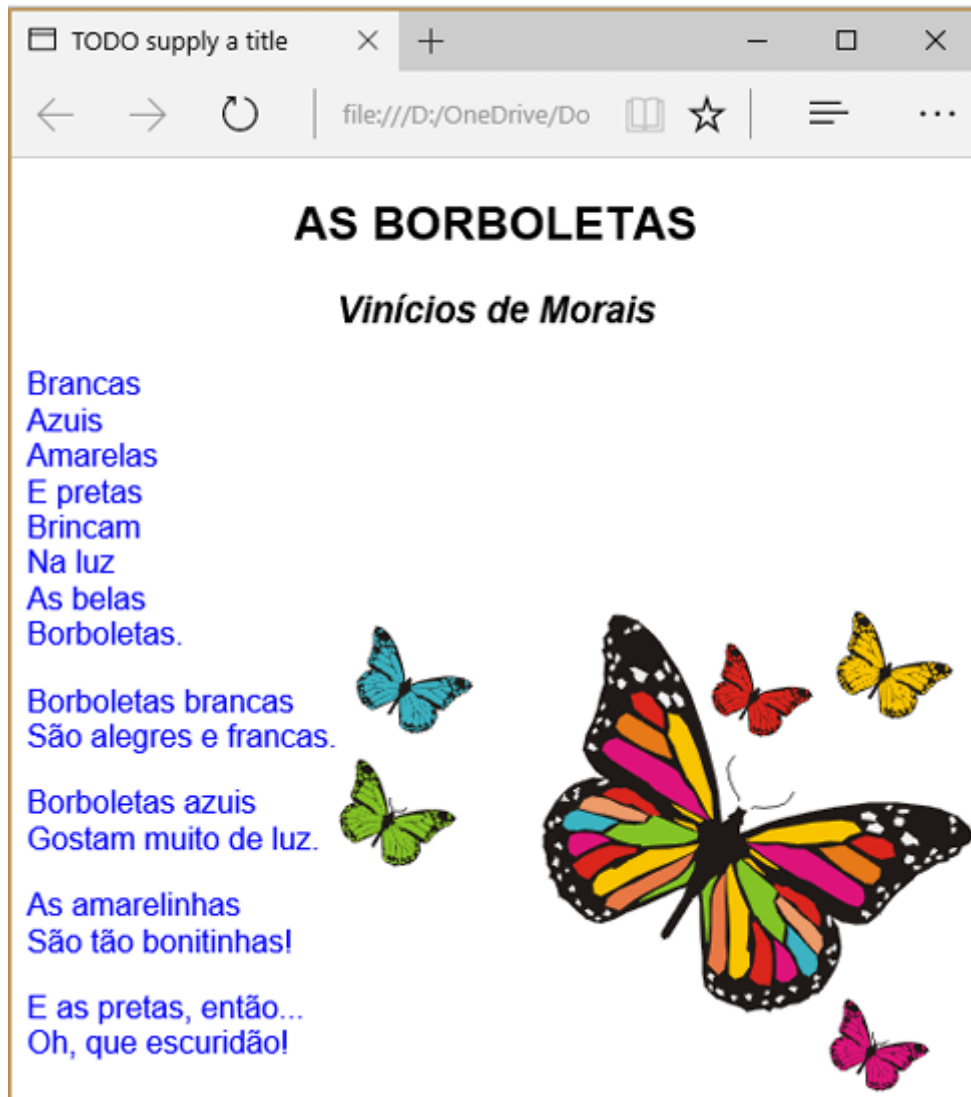 TODO supply a title
file:///D:/OneDrive/Do
AS BORBOLETAS
Vinícios de Morais
Brancas
Azuis
Amarelas
E pretas
Brincam
Na luz
As belas
Borboletas.
Borboletas brancas
São alegres e francas.
Borboletas azuis
Gostam muito de luz.
As amarelinhas
São tão bonitinhas!
E as pretas, então...
Oh, que escuridão!